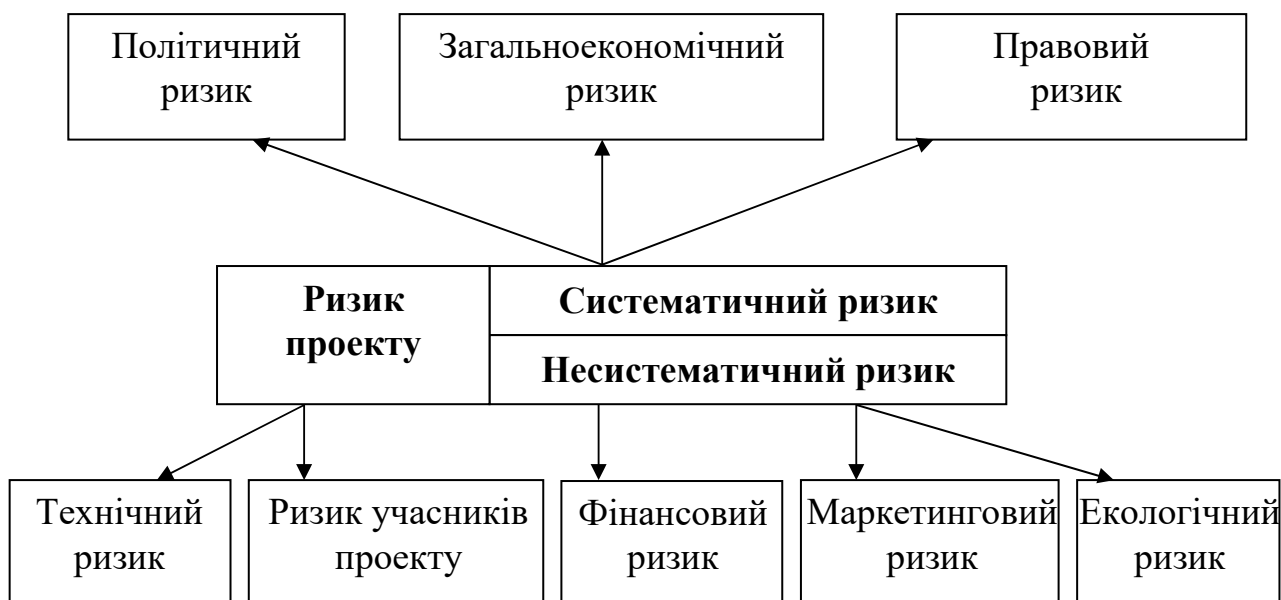 Політичний
ризик
Загальноекономічний
ризик
Правовий
ризик
Ризик
проекту
Систематичний ризик
Несистематичний ризик
Технічний
ризик
Ризик учасників
проекту
Фінансовий
ризик
Маркетинговий
ризик
Екологічний
ризик